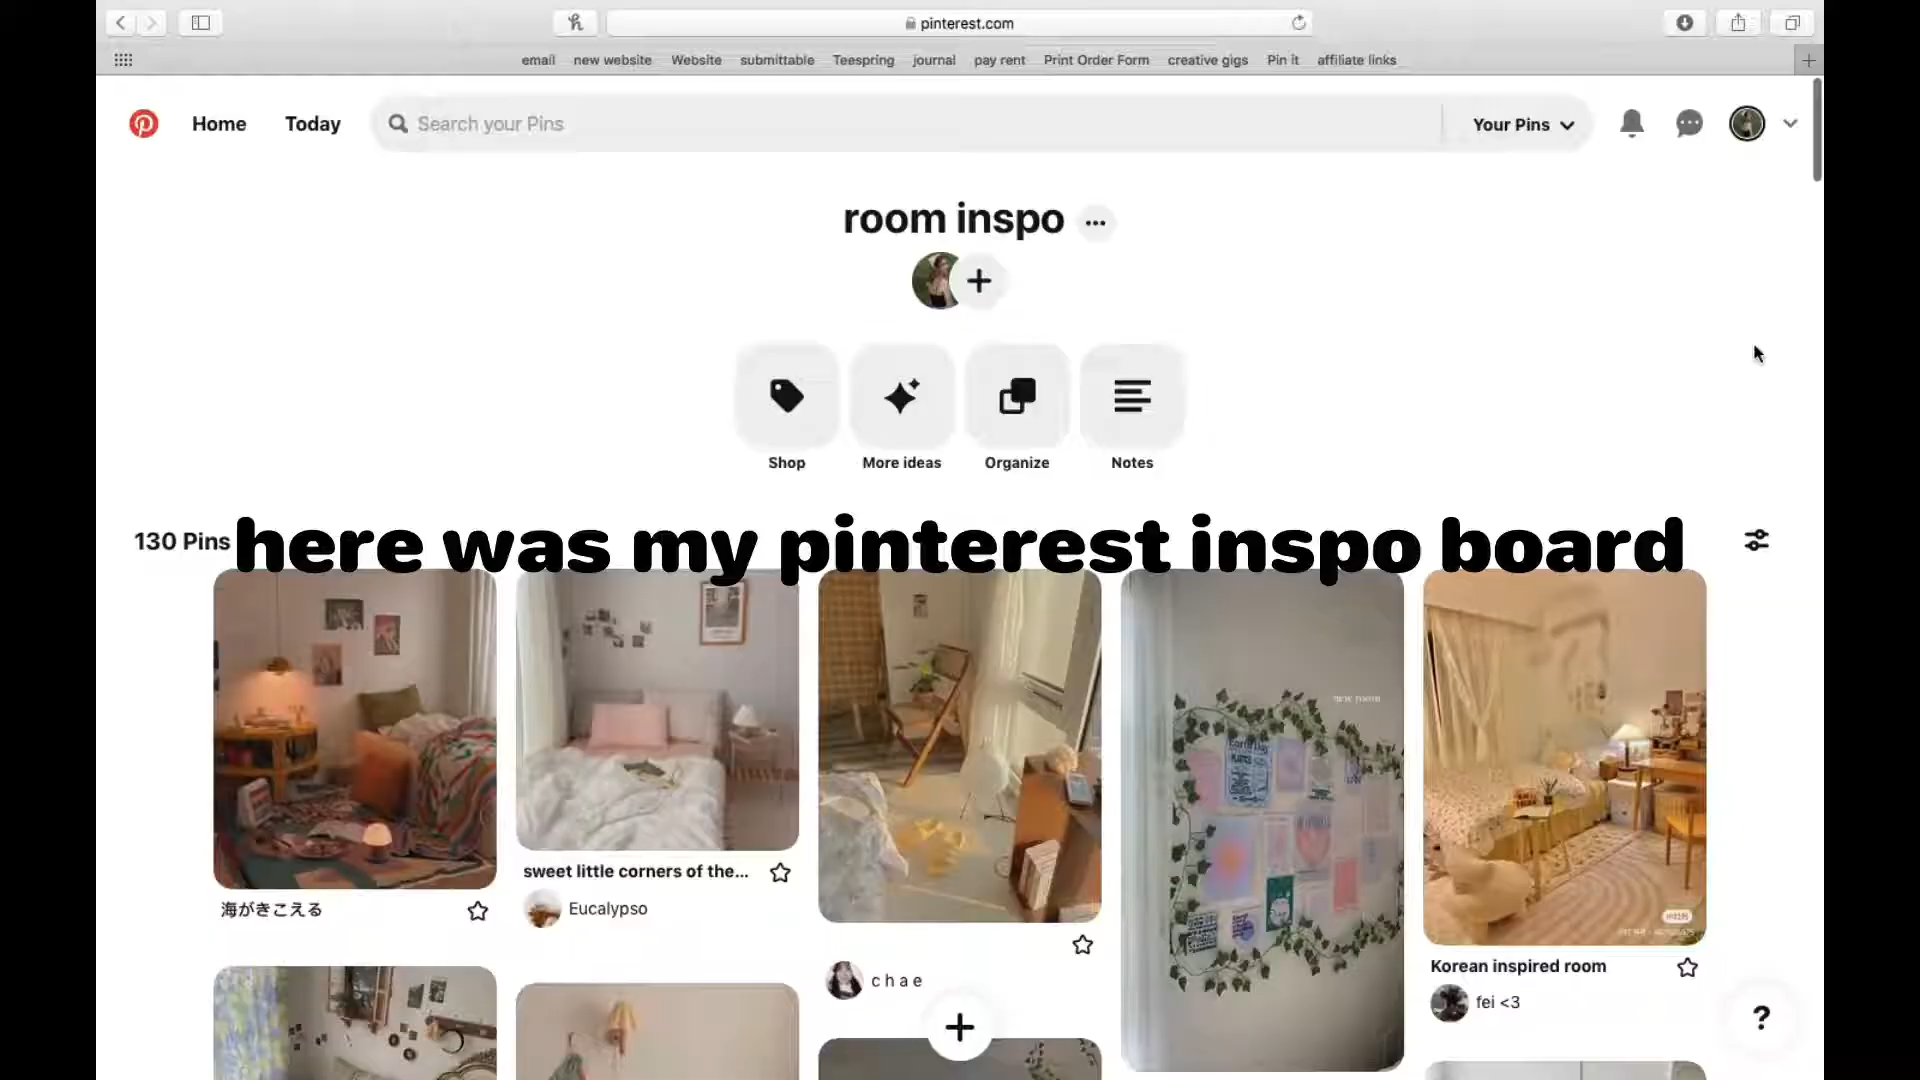 pinterest.com
email new website Website submittable Teespring journal pay rent Print Order Form creative gigs Pin it affiliate links
Home Today Search your Pins Your Pins
room inspo
Shop More ideas Organize Notes
130 Pins
here was my pinterest inspo board
new room
海がきこえる
sweet little corners of the...
Eucalypso
c h a e
Korean inspired room
fei <3
?